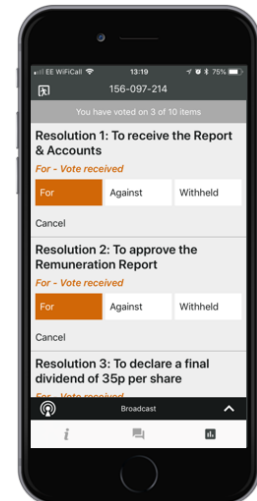 EE WiFiCall 13:19 75%
156-097-214
You have voted on 3 of
10 items
Resolution 1: To receive the Report
& Accounts
For - Vote received
For Against Withheld
Cancel
Resolution 2: To approve the
Remuneration Report
For - Vote received
For Against Withheld
Cancel
Resolution 3: To declare a final
dividend of 35p per share
For - Vote received
Broadcast